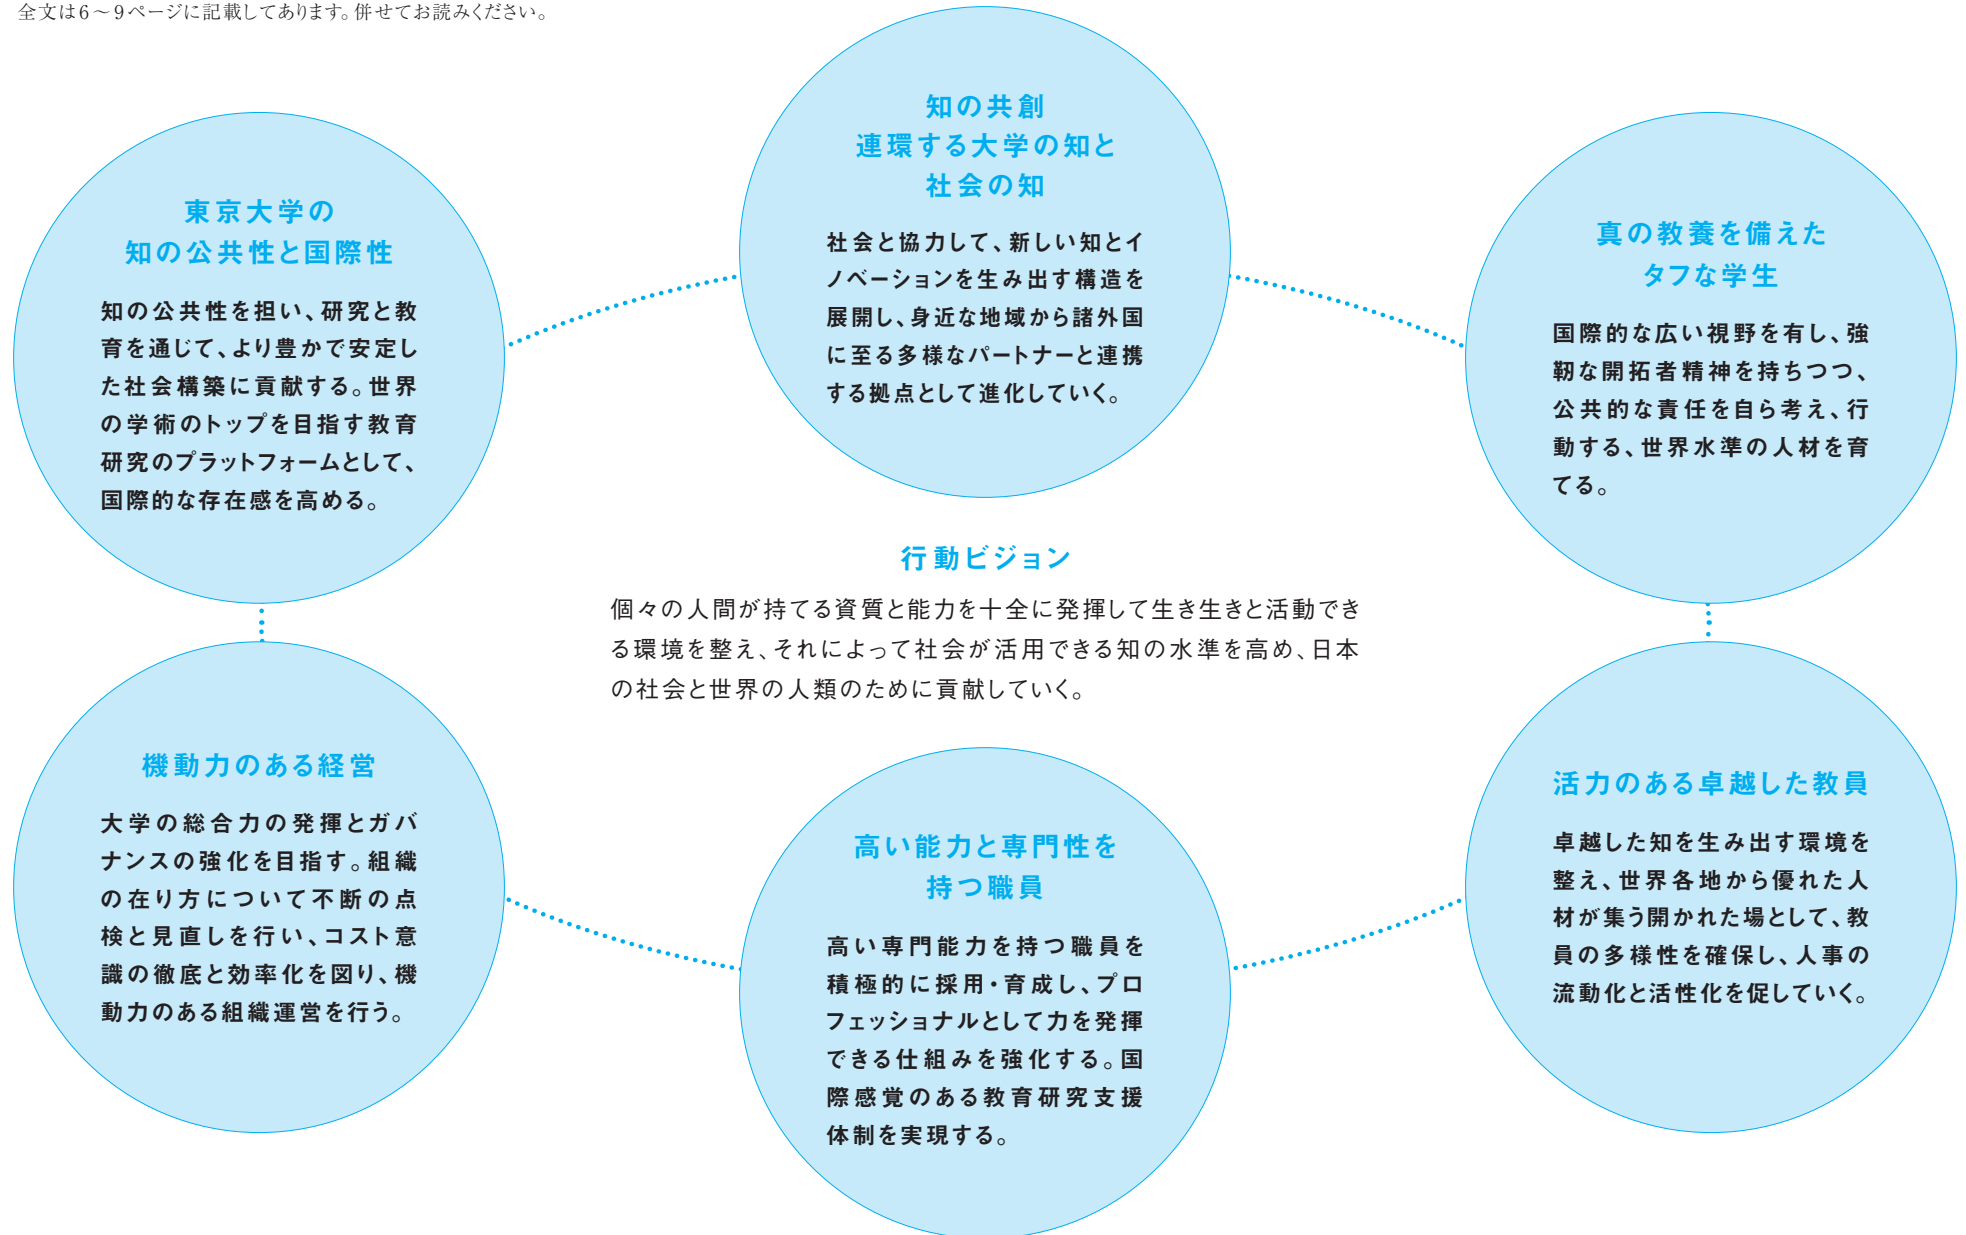 全文は6～9ページに記載してあります。併せてお読みください。
知の共創
連環する大学の知と
社会の知
社会と協力して、新しい知とイ
ノベーションを生み出す構造を
展開し、身近な地域から諸外国
に至る多様なパートナーと連携
する拠点として進化していく。
東京大学の
知の公共性と国際性
知の公共性を担い、研究と教
育を通じて、より豊かで安定し
た社会構築に貢献する。世界
の学術のトップを目指す教育
研究のプラットフォームとして、
国際的な存在感を高める。
真の教養を備えた
タフな学生
国際的な広い視野を有し、強
靭な開拓者精神を持ちつつ、
公共的な責任を自ら考え、行
動する、世界水準の人材を育
てる。
行動ビジョン
個々の人間が持てる資質と能力を十全に発揮して生き生きと活動でき
る環境を整え、それによって社会が活用できる知の水準を高め、日本
の社会と世界の人類のために貢献していく。
機動力のある経営
大学の総合力の発揮とガバ
ナンスの強化を目指す。組織
の在り方について不断の点
検と見直しを行い、コスト意
識の徹底と効率化を図り、機
動力のある組織運営を行う。
高い能力と専門性を
持つ職員
高い専門能力を持つ職員を
積極的に採用・育成し、プロ
フェッショナルとして力を発揮
できる仕組みを強化する。国
際感覚のある教育研究支援
体制を実現する。
活力のある卓越した教員
卓越した知を生み出す環境を
整え、世界各地から優れた人
材が集う開かれた場として、教
員の多様性を確保し、人事の
流動化と活性化を促していく。